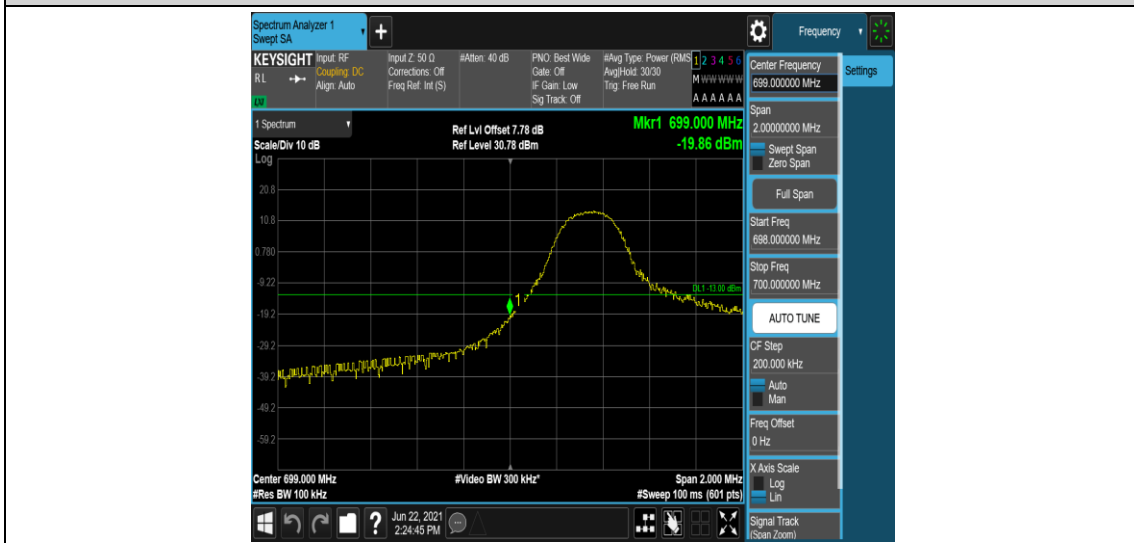 Spectrum Analyzer 1
Swept SA
+
Frequency
KEYSIGHT
RL
LXI
Input: RF
Coupling: DC
Align: Auto
Input Z: 50 Ω
Corrections: Off
Freq Ref: Int (S)
#Atten: 40 dB
PNO: Best Wide
Gate: Off
IF Gain: Low
Sig Track: Off
#Avg Type: Power (RMS
Avg|Hold: 30/30
Trig: Free Run
1 2 3 4 5 6
M W W W W W
A A A A A A
1 Spectrum
Scale/Div 10 dB
Log
Ref Lvl Offset 7.78 dB
Ref Level 30.78 dBm
Mkr1 699.000 MHz
-19.86 dBm
20.8
10.8
0.780
-9.22
DL1 -13.00 dBm
1
-19.2
-29.2
-39.2
-49.2
-59.2
Center 699.000 MHz
#Res BW 100 kHz
#Video BW 300 kHz*
Span 2.000 MHz
#Sweep 100 ms (601 pts)
Center Frequency
699.000000 MHz
Settings
Span
2.00000000 MHz
Swept Span
Zero Span
Full Span
Start Freq
698.000000 MHz
Stop Freq
700.000000 MHz
AUTO TUNE
CF Step
200.000 kHz
Auto
Man
Freq Offset
0 Hz
X Axis Scale
Log
Lin
Signal Track
(Span Zoom)
?
Jun 22, 2021
2:24:45 PM